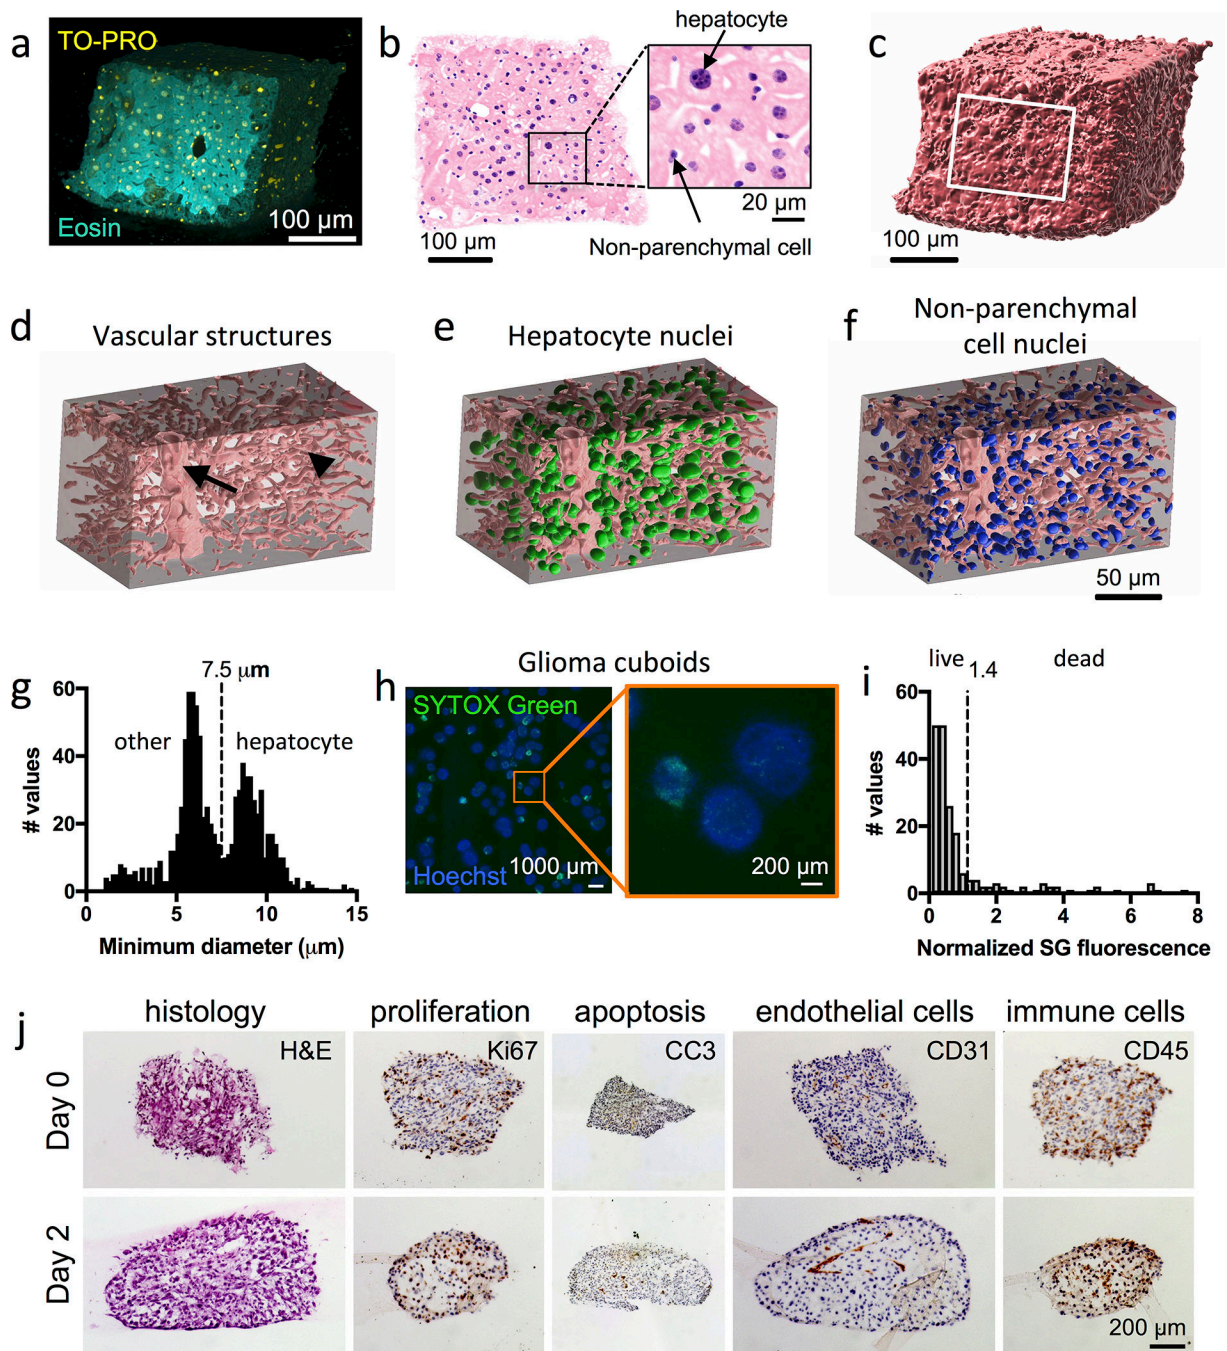 a
TO-PRO
Eosin
100 µm
b
hepatocyte
20 µm
100 µm
Non-parenchymal cell
c
100 µm
d
Vascular structures
e
Hepatocyte nuclei
f
Non-parenchymal
cell nuclei
50 µm
g
7.5 µm
other
hepatocyte
# values
60
40
20
0
0
5
10
15
Minimum diameter (µm)
h
Glioma cuboids
SYTOX Green
Hoechst
1000 µm
200 µm
i
live
1.4
dead
# values
60
40
20
0
0
2
4
6
8
Normalized SG fluorescence
j
histology
proliferation
apoptosis
endothelial cells
immune cells
Day 0
H&E
Ki67
CC3
CD31
CD45
Day 2
200 µm